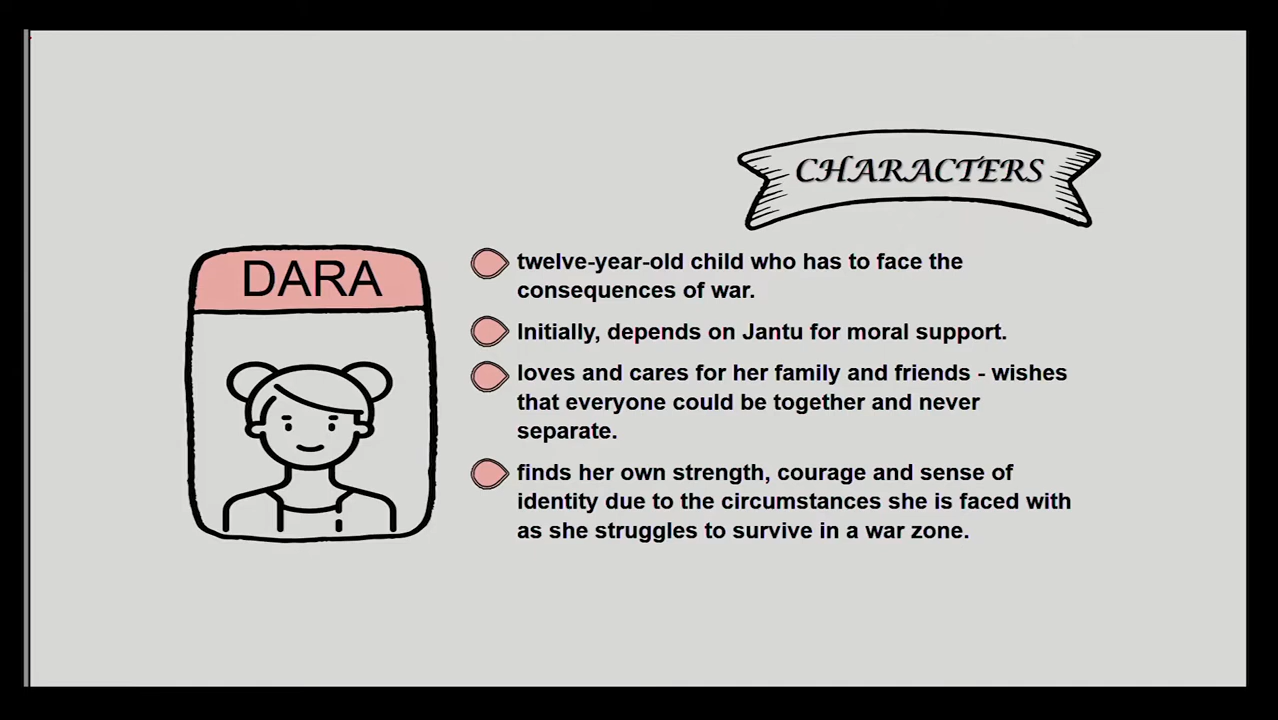 CHARACTERS
DARA
twelve-year-old child who has to face the
consequences of war.
Initially, depends on Jantu for moral support.
loves and cares for her family and friends - wishes
that everyone could be together and never
separate.
finds her own strength, courage and sense of
identity due to the circumstances she is faced with
as she struggles to survive in a war zone.